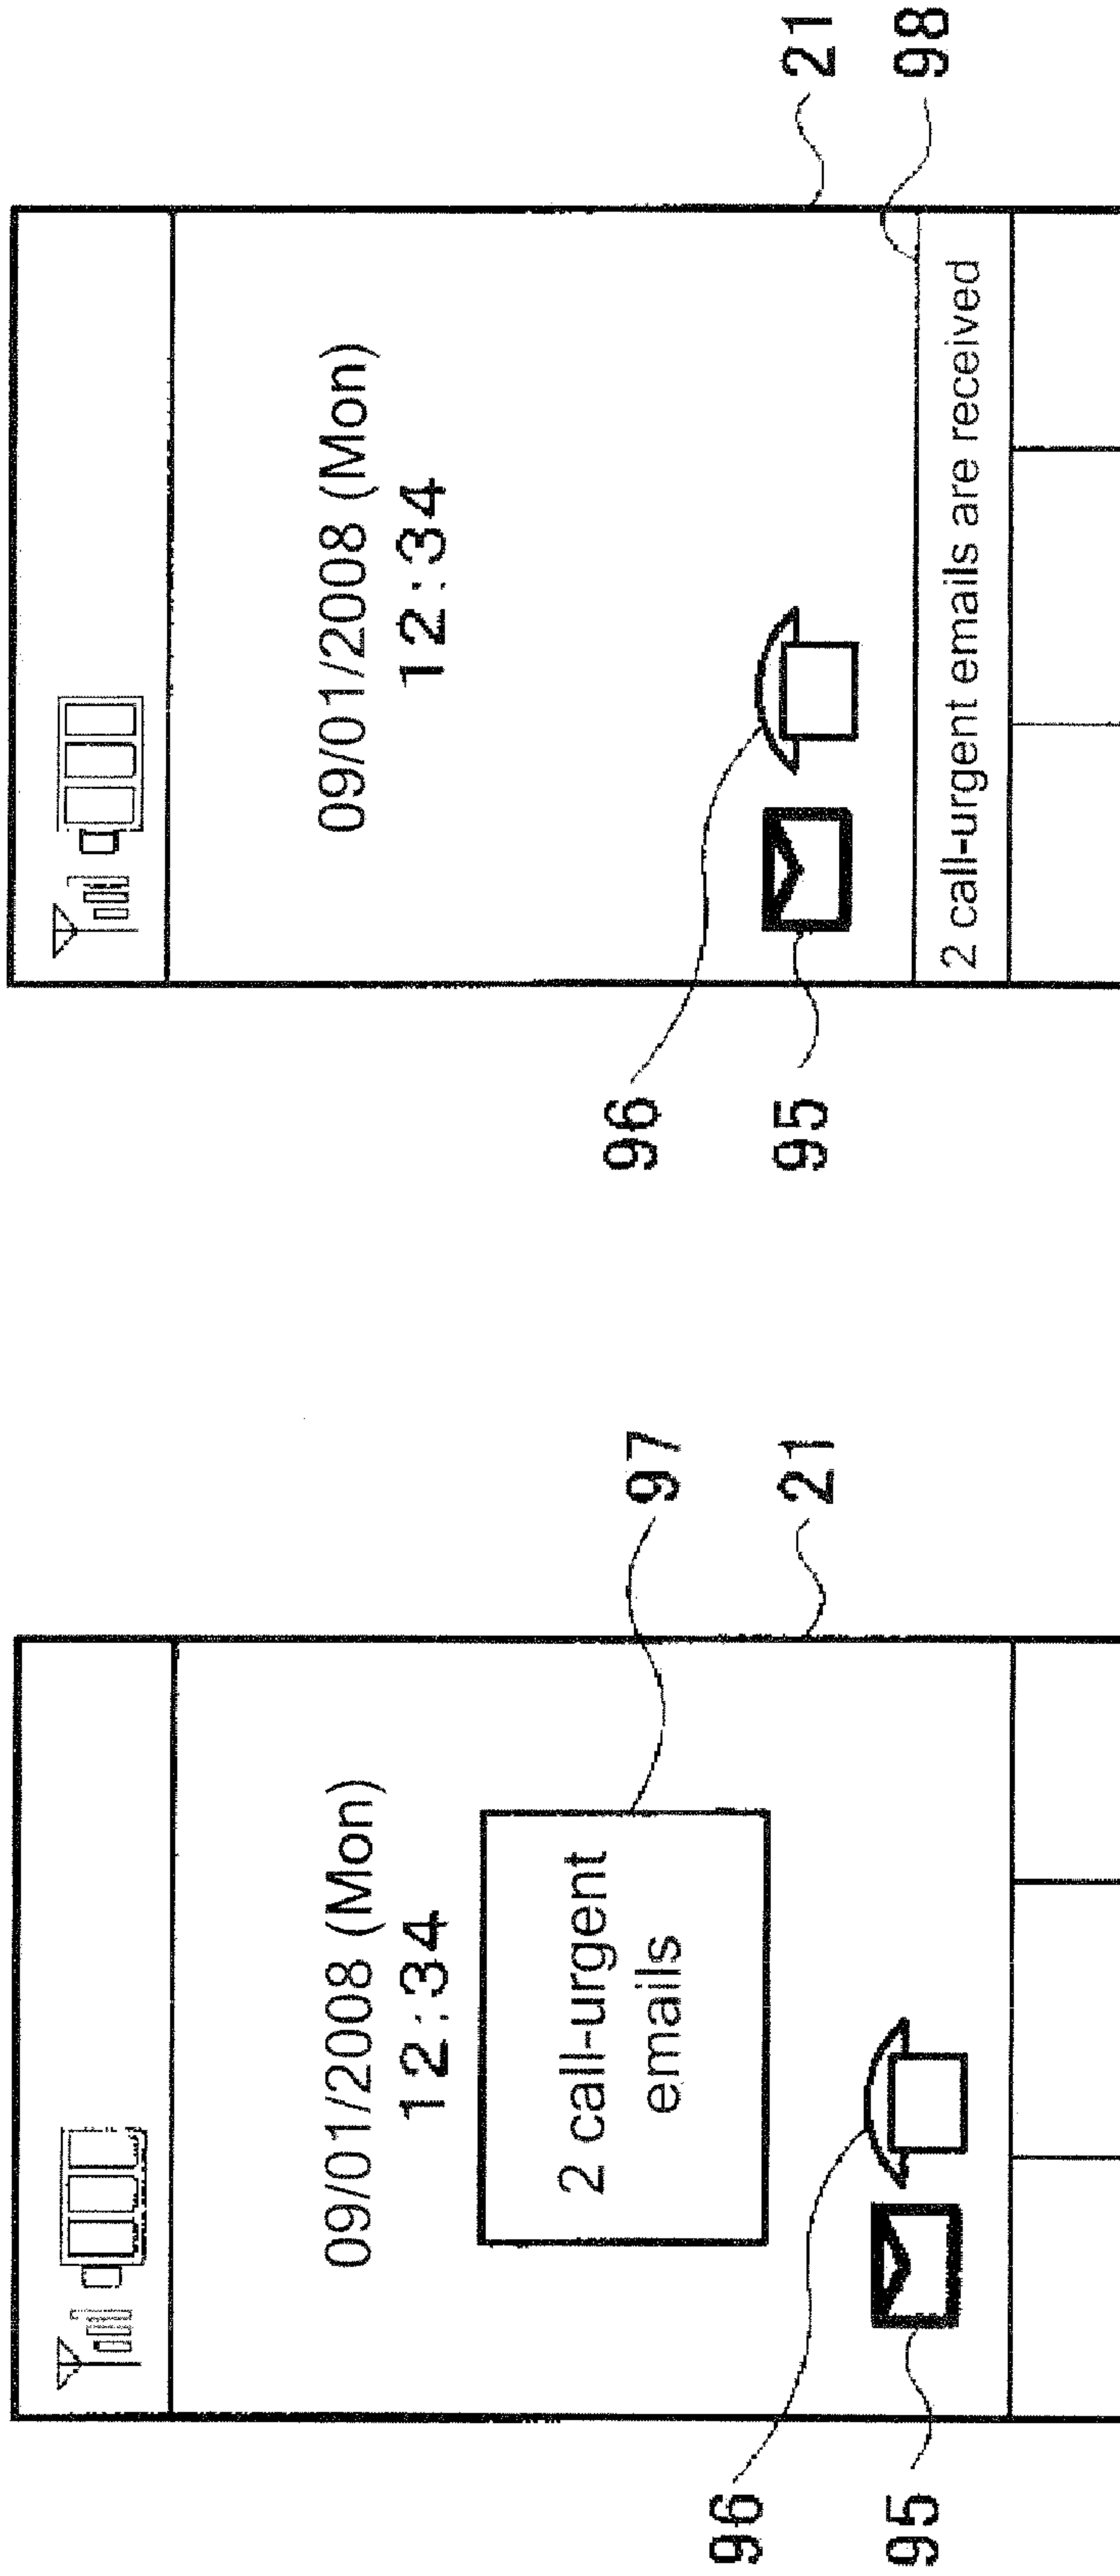 09/01/2008 (Mon)
12:34
2 call-urgent
emails
97
21
96
95
09/01/2008 (Mon)
12:34
2 call-urgent emails are received
21
98
96
95